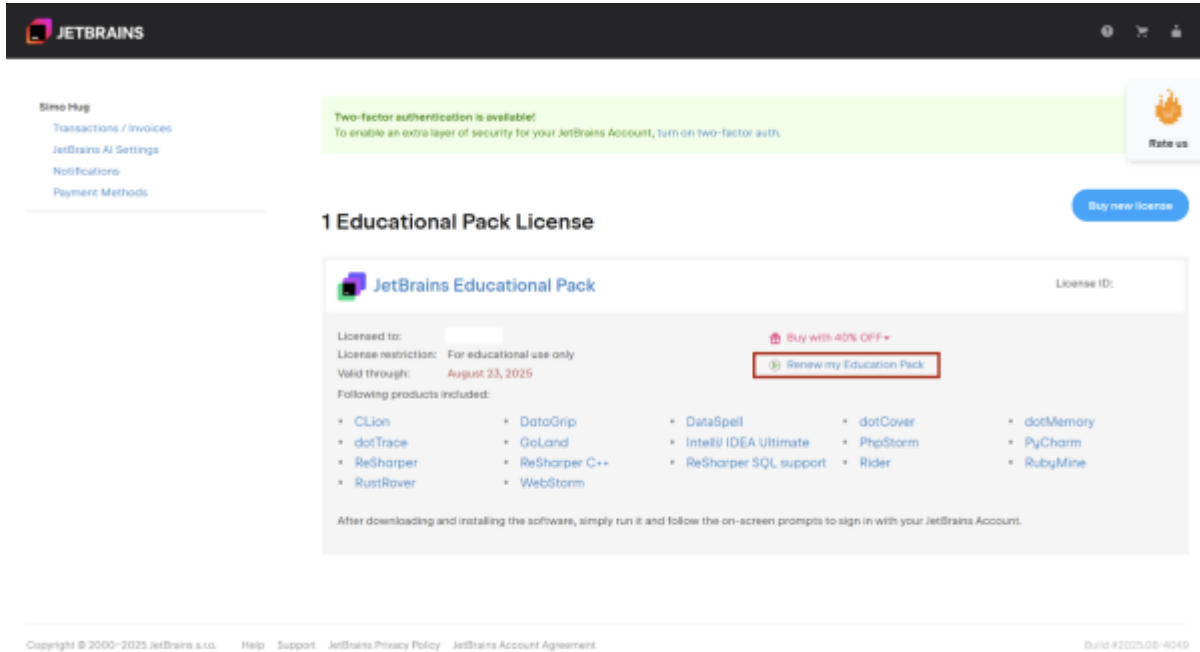 JETBRAINS
Simo Hug
Transactions / Invoices
JetBrains AI Settings
Notifications
Payment Methods
Two-factor authentication is available!
To enable an extra layer of security for your JetBrains Account, turn on two-factor auth.
Rate us
Buy new license
1 Educational Pack License
JetBrains Educational Pack
License ID:
Licensed to:
License restriction: For educational use only
Valid through: August 23, 2025
Buy with 40% OFF
Renew my Education Pack
Following products included:
CLion DataGrip DataSpell dotCover dotMemory
dotTrace GoLand IntelliJ IDEA Ultimate PhpStorm PyCharm
ReSharper ReSharper C++ ReSharper SQL support Rider RubyMine
RustRover WebStorm
After downloading and installing the software, simply run it and follow the on-screen prompts to sign in with your JetBrains Account.
Copyright © 2000–2025 JetBrains s.r.o. Help Support JetBrains Privacy Policy JetBrains Account Agreement Build #2025.08-4049